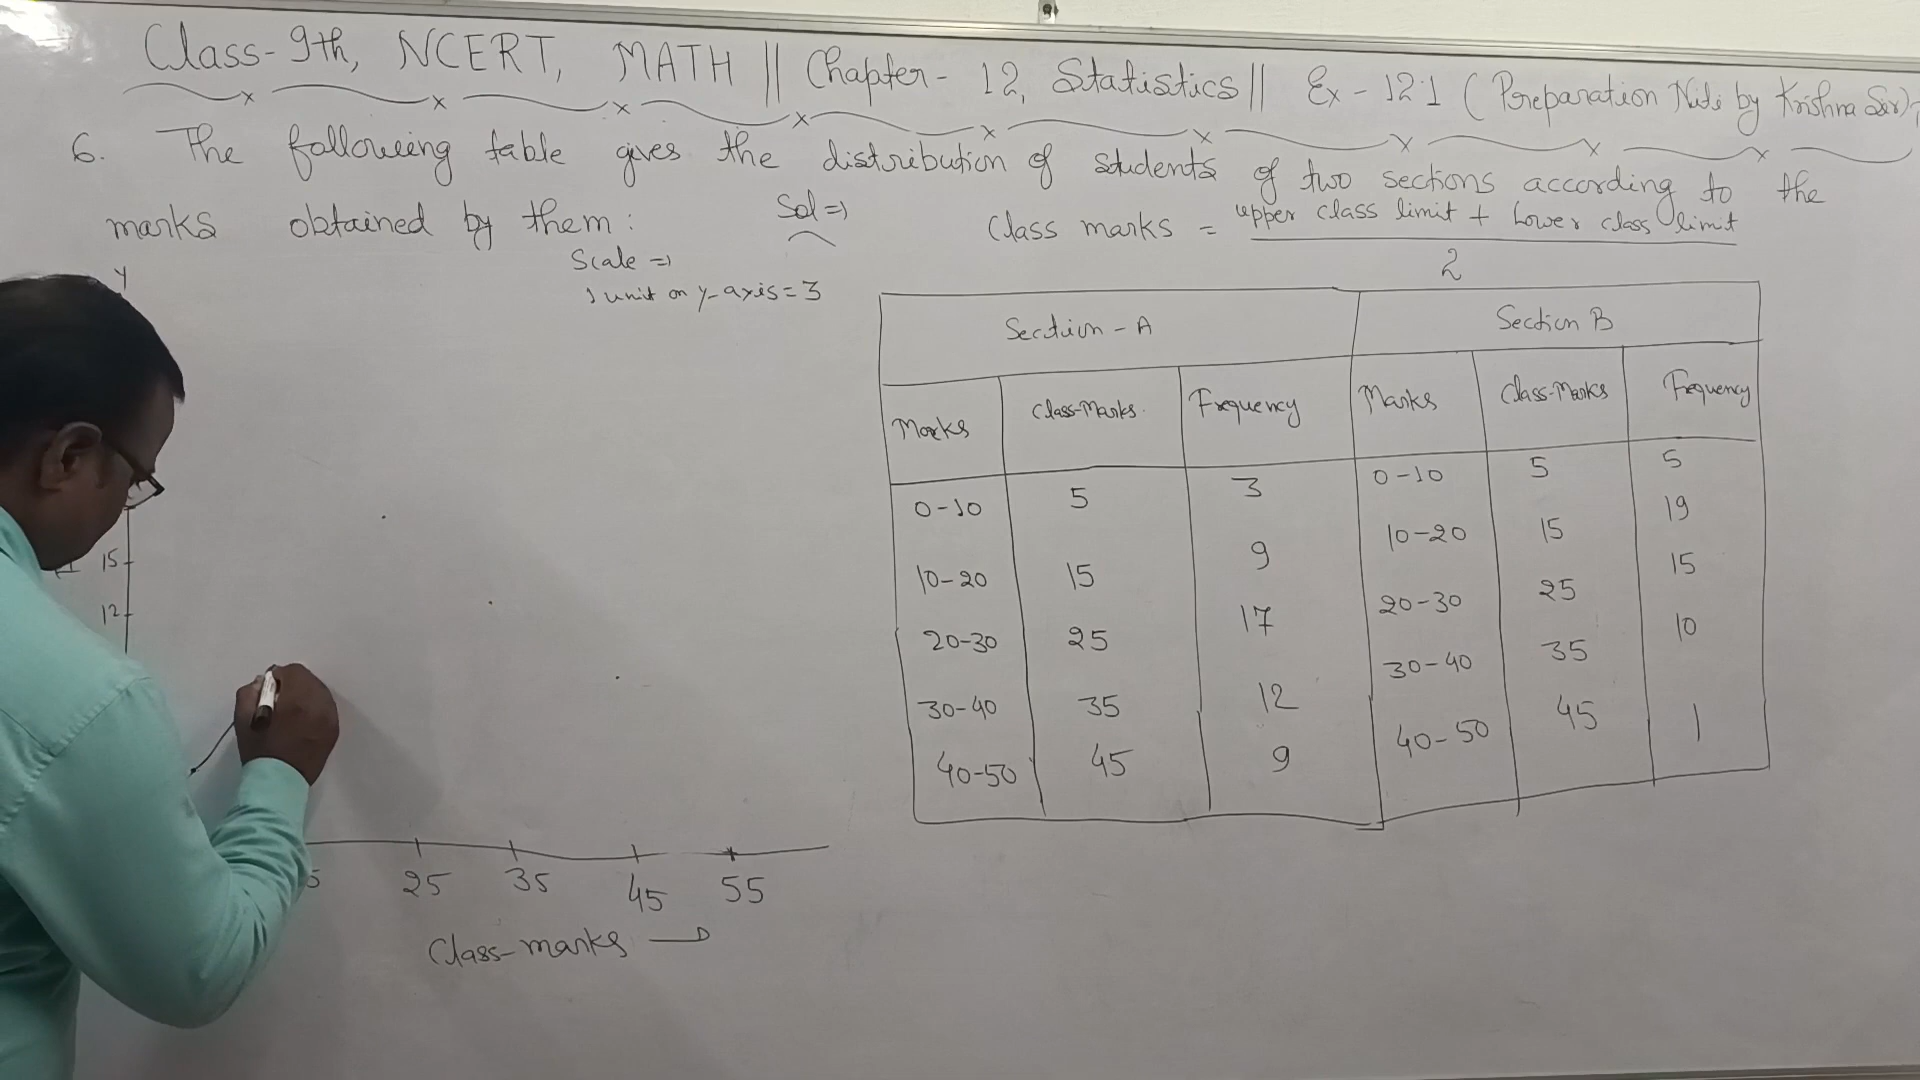 Class-9th, NCERT, MATH || Chapter-12, Statistics || Ex-12.1 (Preparation Niti by Krishna Sir)
6. The following table gives the distribution of students of two sections according to the
marks obtained by them:
Sol⇒
Class marks = upper class limit + Lower class limit
2
Scale ⇒
1 unit on y-axis = 3
Section-A Section B
Marks Class-Marks Frequency Marks Class-Marks Frequency
0-10 5 3 0-10 5 5
10-20 15 9 10-20 15 19
20-30 25 17 20-30 25 15
30-40 35 12 30-40 35 10
40-50 45 9 40-50 45 1
Y
15
12
5 25 35 45 55
Class-marks →